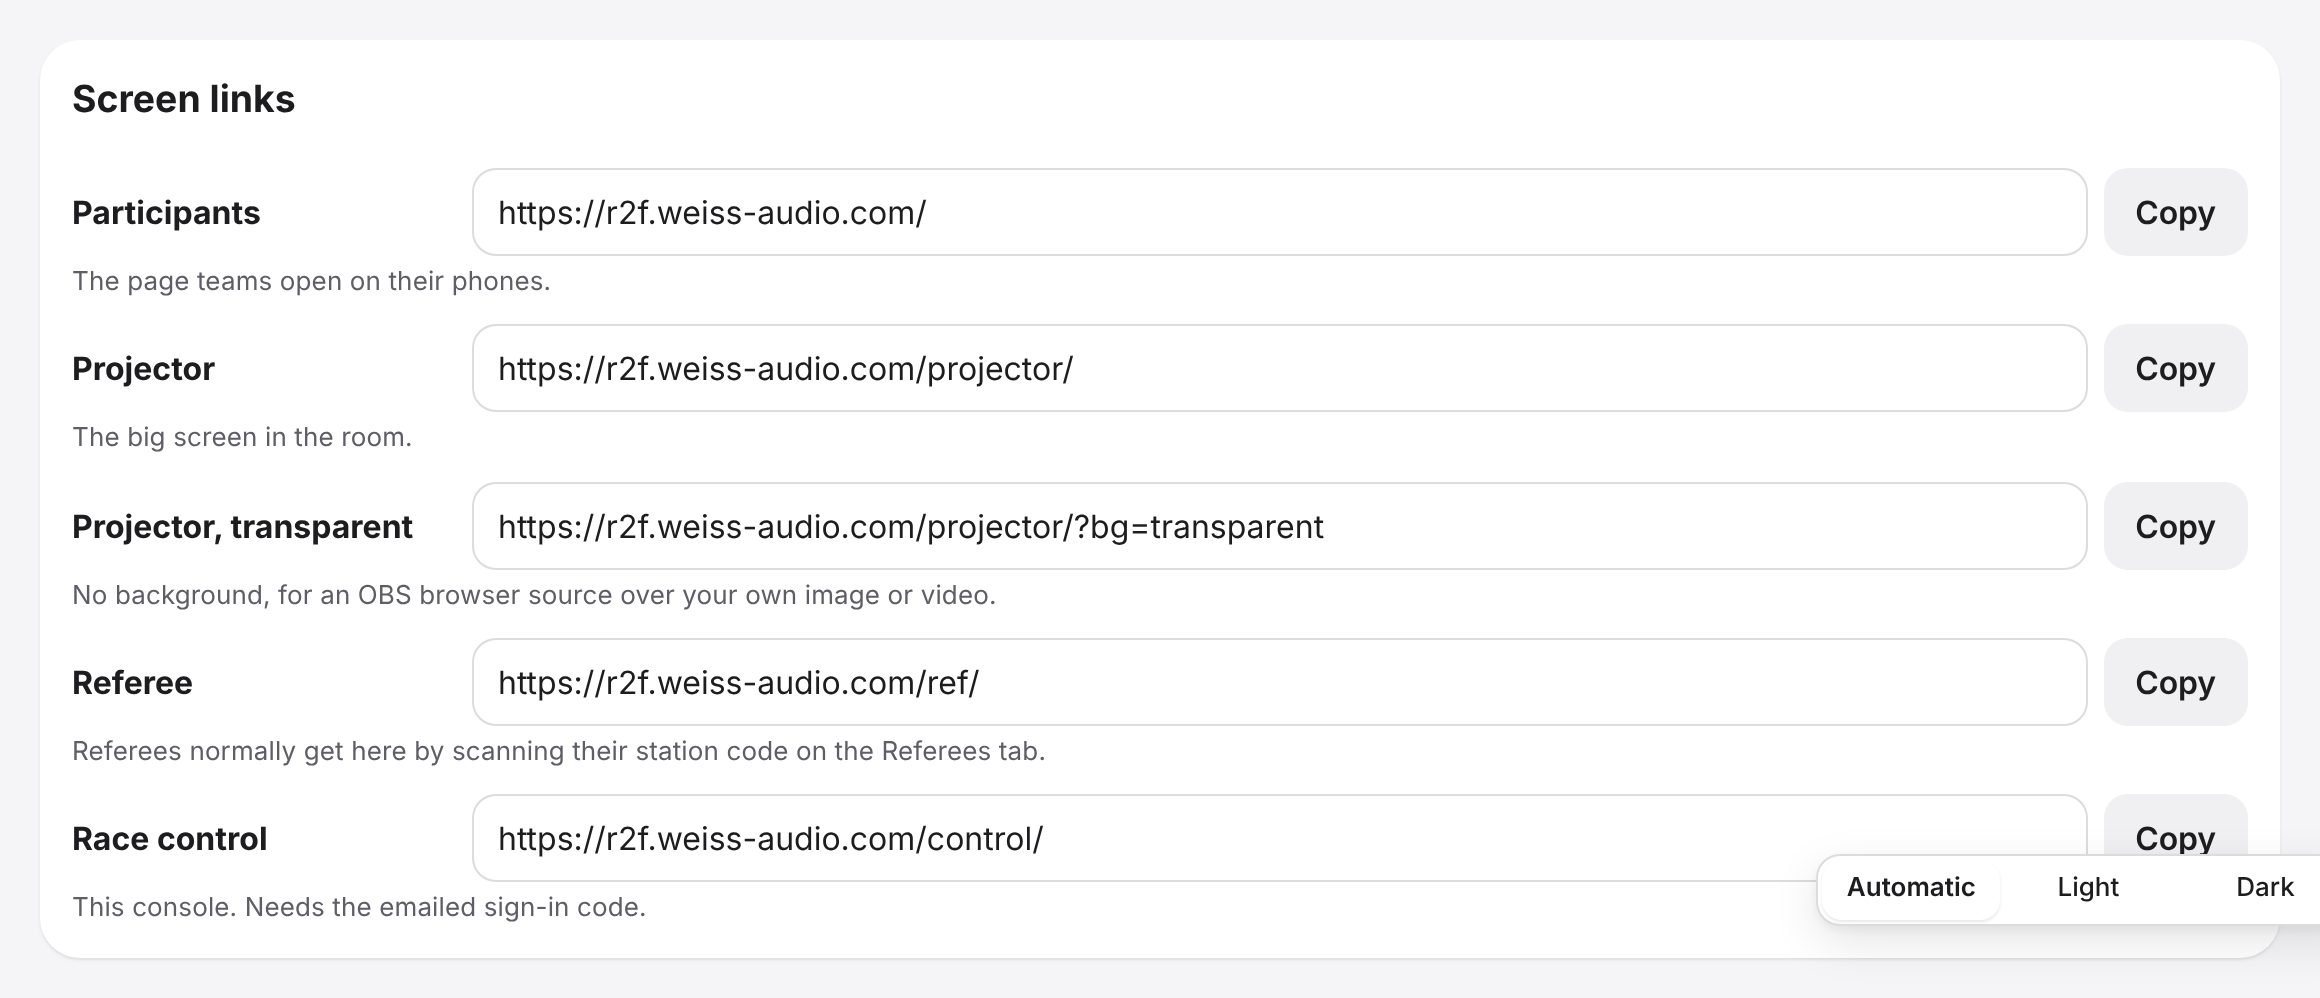 Screen links
Participants
https://r2f.weiss-audio.com/
Copy
The page teams open on their phones.
Projector
https://r2f.weiss-audio.com/projector/
Copy
The big screen in the room.
Projector, transparent
https://r2f.weiss-audio.com/projector/?bg=transparent
Copy
No background, for an OBS browser source over your own image or video.
Referee
https://r2f.weiss-audio.com/ref/
Copy
Referees normally get here by scanning their station code on the Referees tab.
Race control
https://r2f.weiss-audio.com/control/
Copy
Automatic
Light
Dark
This console. Needs the emailed sign-in code.